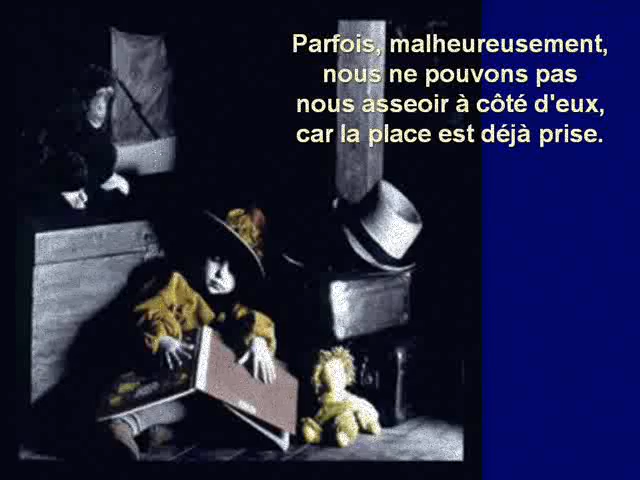 Parfois, malheureusement,
nous ne pouvons pas
nous asseoir à côté d'eux,
car la place est déjà prise.